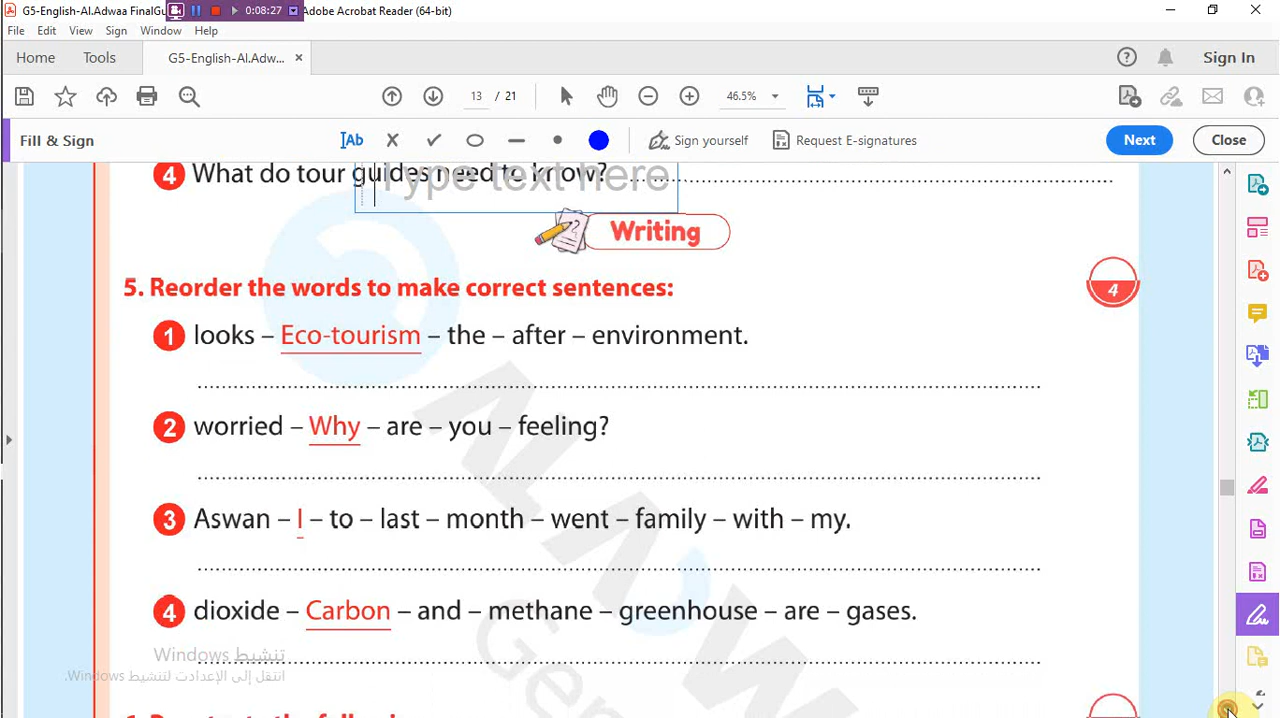 G5-English-Al.Adwaa FinalGui
0:08:27
Adobe Acrobat Reader (64-bit)
File Edit View Sign Window Help
Home Tools G5-English-Al.Adw... ×
Sign In
13 / 21 46.5%
Fill & Sign
Ab
Sign yourself
Request E-signatures
Next
Close
4 What do tour guides need to know?
Type text here
Writing
5. Reorder the words to make correct sentences:
4
1 looks – Eco-tourism – the – after – environment.
2 worried – Why – are – you – feeling?
3 Aswan – I – to – last – month – went – family – with – my.
4 dioxide – Carbon – and – methane – greenhouse – are – gases.
تنشيط Windows
انتقل إلى الإعدادات لتنشيط Windows.